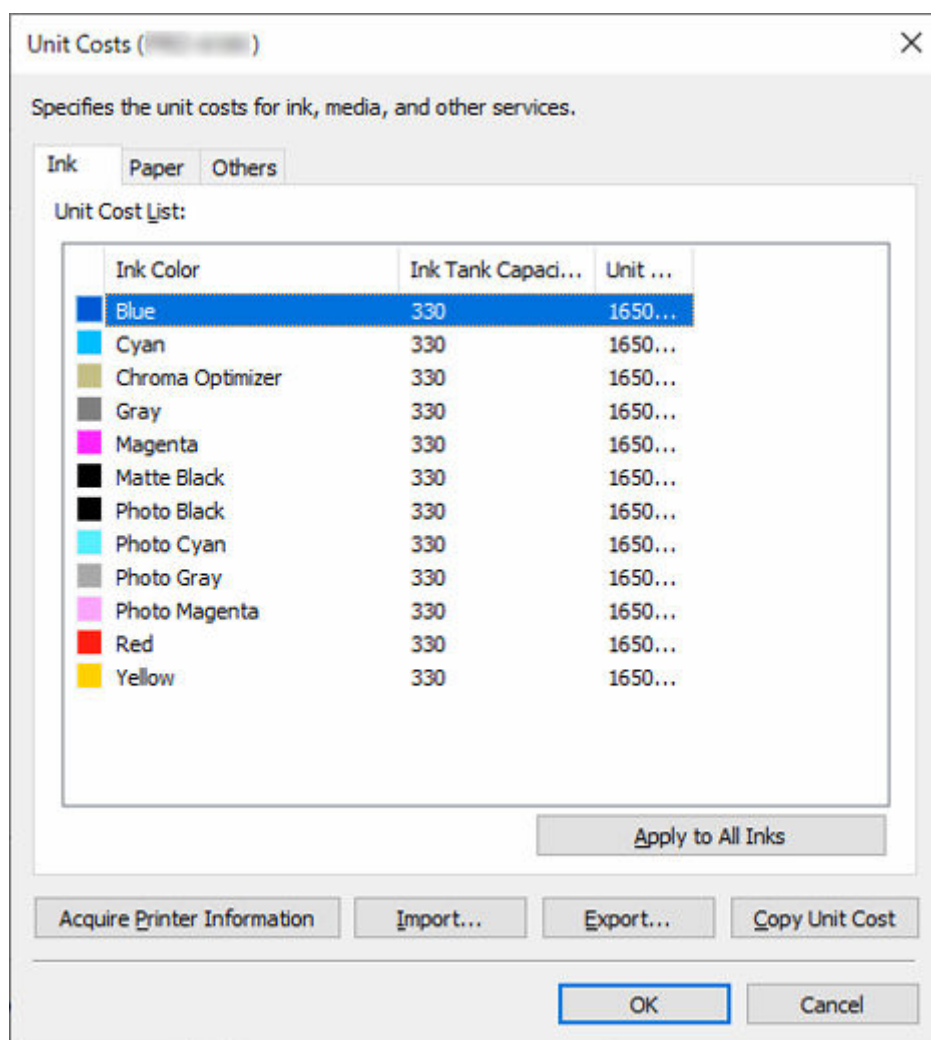 Unit Costs ( )
Specifies the unit costs for ink, media, and other services.
Ink Paper Others
Unit Cost List:
Ink Color Ink Tank Capaci... Unit ...
Blue 330 1650...
Cyan 330 1650...
Chroma Optimizer 330 1650...
Gray 330 1650...
Magenta 330 1650...
Matte Black 330 1650...
Photo Black 330 1650...
Photo Cyan 330 1650...
Photo Gray 330 1650...
Photo Magenta 330 1650...
Red 330 1650...
Yellow 330 1650...
Apply to All Inks
Acquire Printer Information Import... Export... Copy Unit Cost
OK Cancel